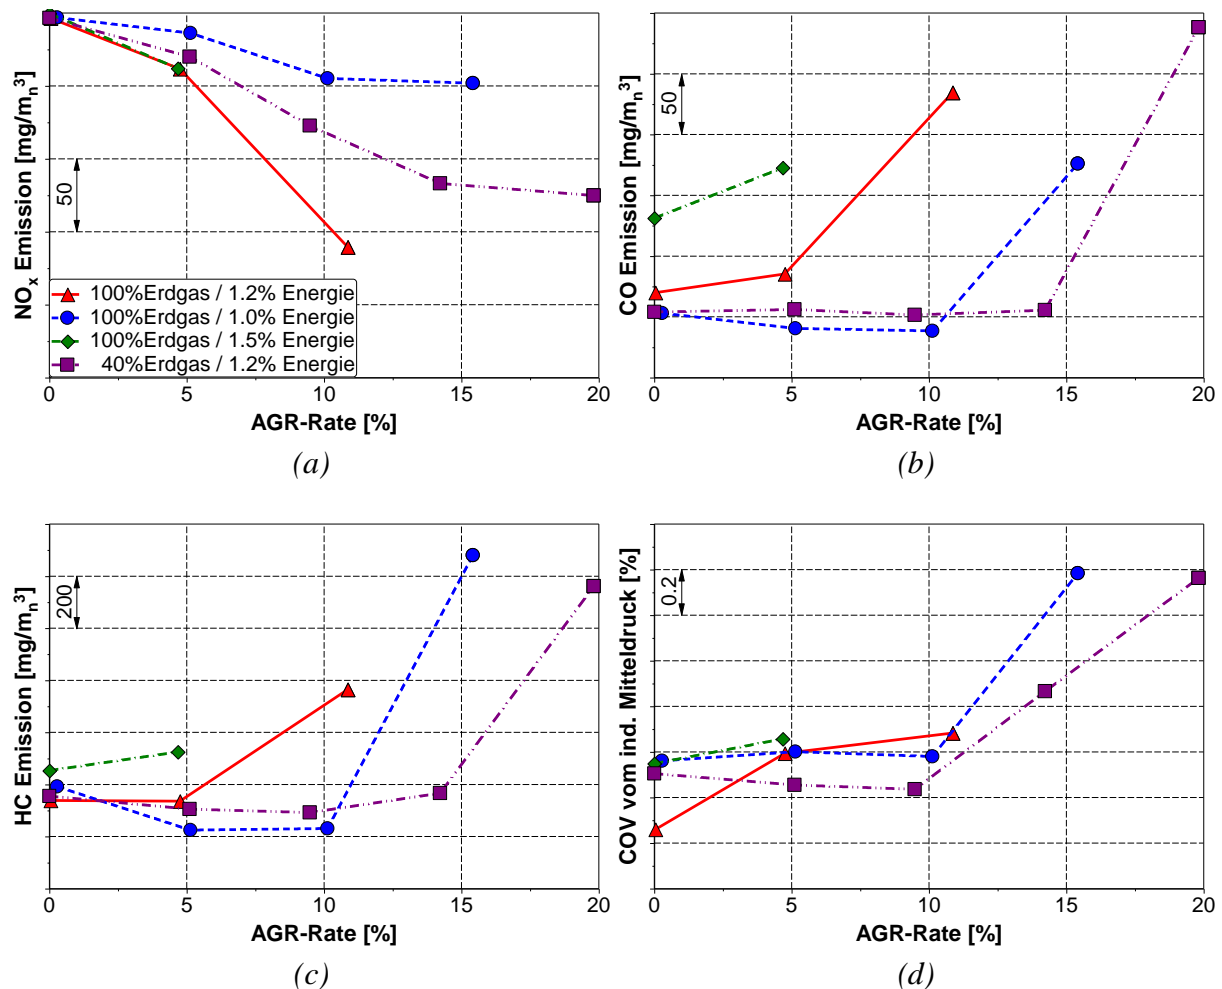 NOx Emission [mg/mn³]
50
100%Erdgas / 1.2% Energie
100%Erdgas / 1.0% Energie
100%Erdgas / 1.5% Energie
40%Erdgas / 1.2% Energie
0 5 10 15 20
AGR-Rate [%]
(a)
CO Emission [mg/mn³]
50
0 5 10 15 20
AGR-Rate [%]
(b)
HC Emission [mg/mn³]
200
0 5 10 15 20
AGR-Rate [%]
(c)
COV vom ind. Mitteldruck [%]
0.2
0 5 10 15 20
AGR-Rate [%]
(d)